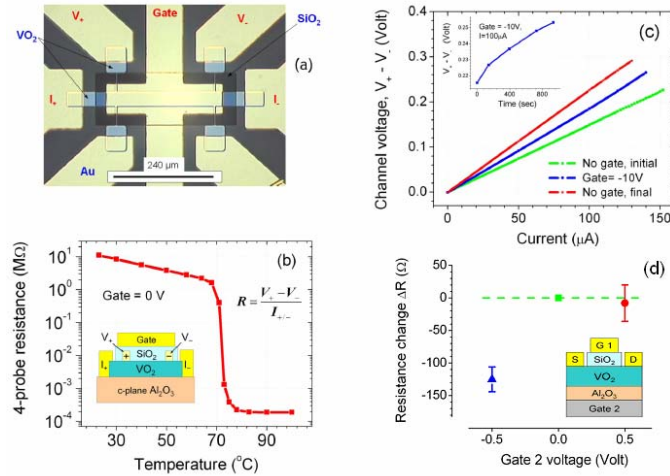 V+
Gate
V-
SiO2
VO2
(a)
I+
I-
Au
240 μm
Channel voltage, V+ - V- (Volt)
0.4
0.3
0.2
0.1
0.0
V+ - V- (Volt)
0.25
0.24
0.23
0.22
Gate = -10V,
I=100μA
0 400 800
Time (sec)
(c)
No gate, initial
Gate= -10V
No gate, final
0 50 100 150
Current (μA)
4-probe resistance (MΩ)
10^2
10^1
10^0
10^-1
10^-2
10^-3
10^-4
(b)
Gate = 0 V
R = (V+ - V-) / I+/-
V+ Gate V-
+ SiO2 -
I+ VO2 I-
c-plane Al2O3
30 50 70 90
Temperature (°C)
Resistance change ΔR (Ω)
50
0
-50
-100
-150
(d)
G 1
S SiO2 D
VO2
Al2O3
Gate 2
-0.5 0.0 0.5
Gate 2 voltage (Volt)